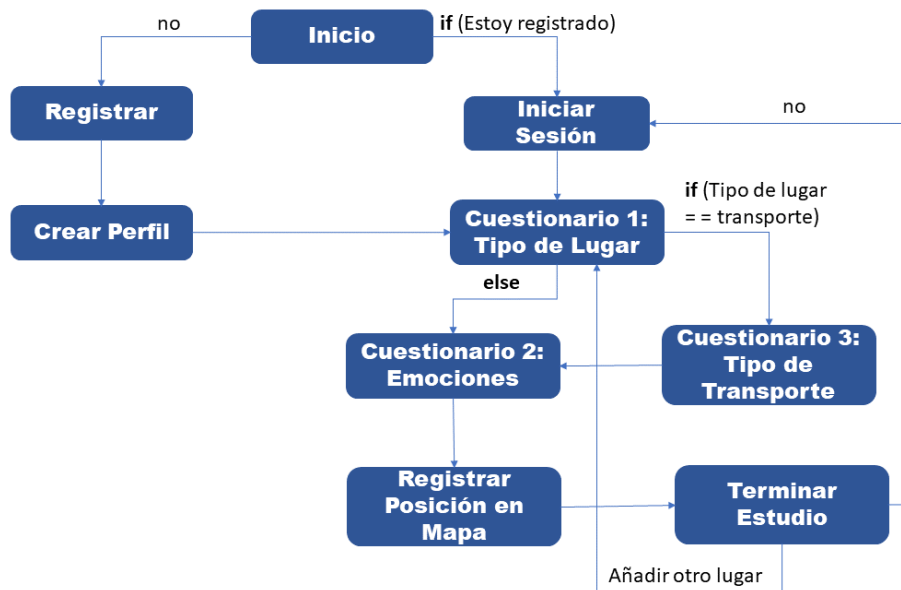 no
Inicio
if (Estoy registrado)
Registrar
Iniciar
Sesión
no
Crear Perfil
Cuestionario 1:
Tipo de Lugar
if (Tipo de lugar
= = transporte)
else
Cuestionario 2:
Emociones
Cuestionario 3:
Tipo de
Transporte
Registrar
Posición en
Mapa
Terminar
Estudio
Añadir otro lugar